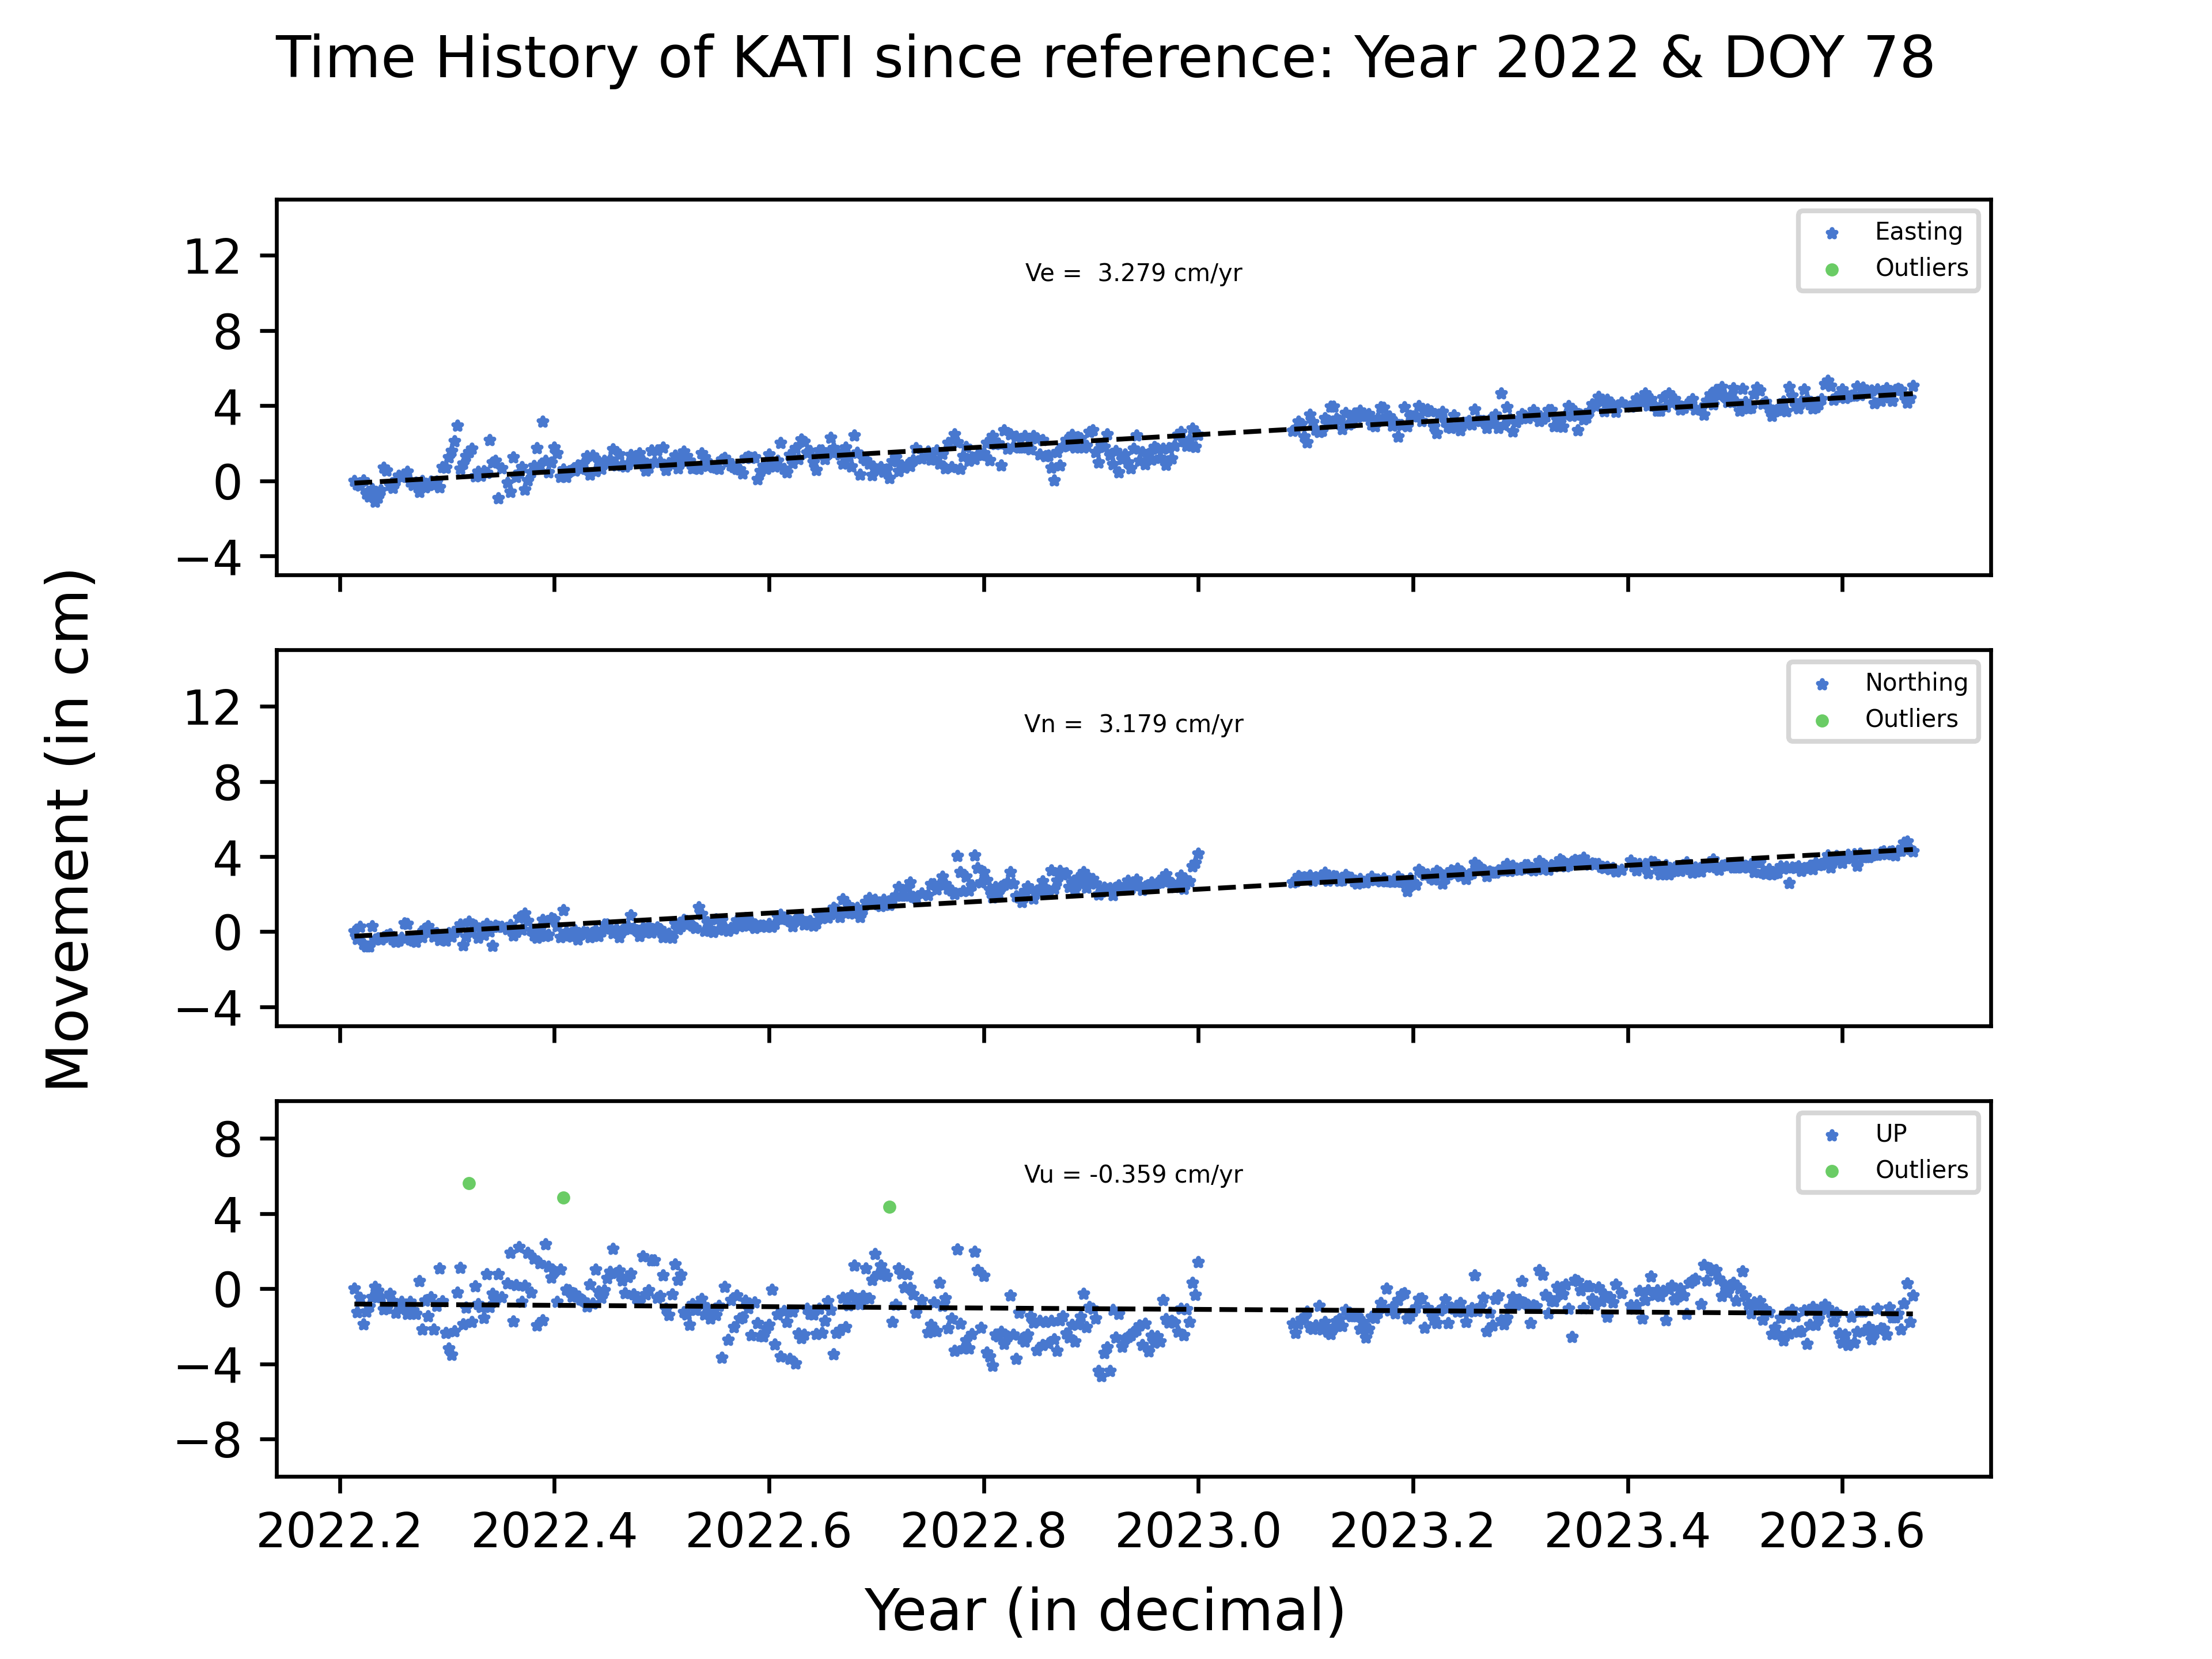 Time History of KATI since reference: Year 2022 & DOY 78
12
8
4
0
−4
Ve =  3.279 cm/yr
Easting
Outliers
12
8
4
0
−4
Vn =  3.179 cm/yr
Northing
Outliers
Movement (in cm)
8
4
0
−4
−8
Vu = -0.359 cm/yr
UP
Outliers
2022.2 2022.4 2022.6 2022.8 2023.0 2023.2 2023.4 2023.6
Year (in decimal)